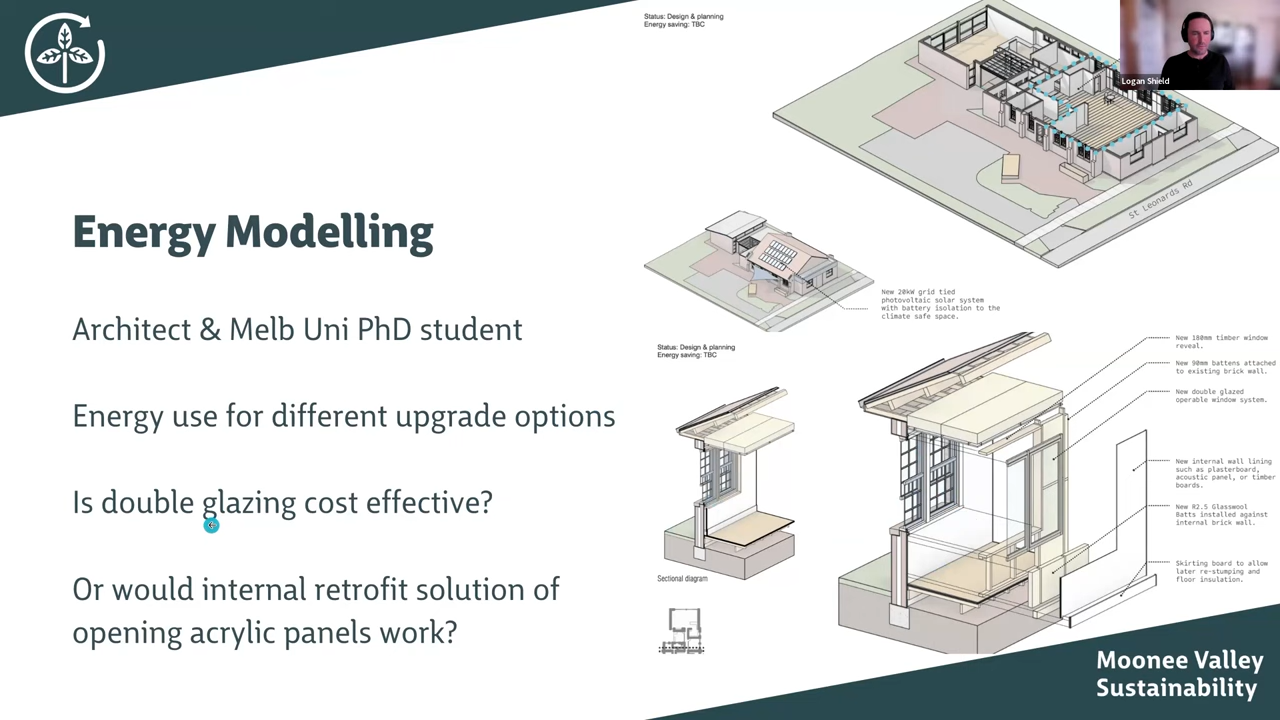 Energy Modelling
Architect & Melb Uni PhD student
Energy use for different upgrade options
Is double glazing cost effective?
Or would internal retrofit solution of
opening acrylic panels work?
Status: Design & planning
Energy saving: TBC
Logan Shield
St Leonards Rd
New 20kW grid tied
photovoltaic solar system
with battery isolation to the
climate safe space.
Status: Design & planning
Energy saving: TBC
Sectional diagram
New 180mm timber window
reveal.
New 90mm battens attached
to existing brick wall.
New double glazed
operable window system.
New internal wall lining
such as plasterboard,
acoustic panel, or timber
boards.
New R2.5 Glasswool
Batts installed against
internal brick wall.
Skirting board to allow
later re-stumping and
floor insulation.
Moonee Valley
Sustainability